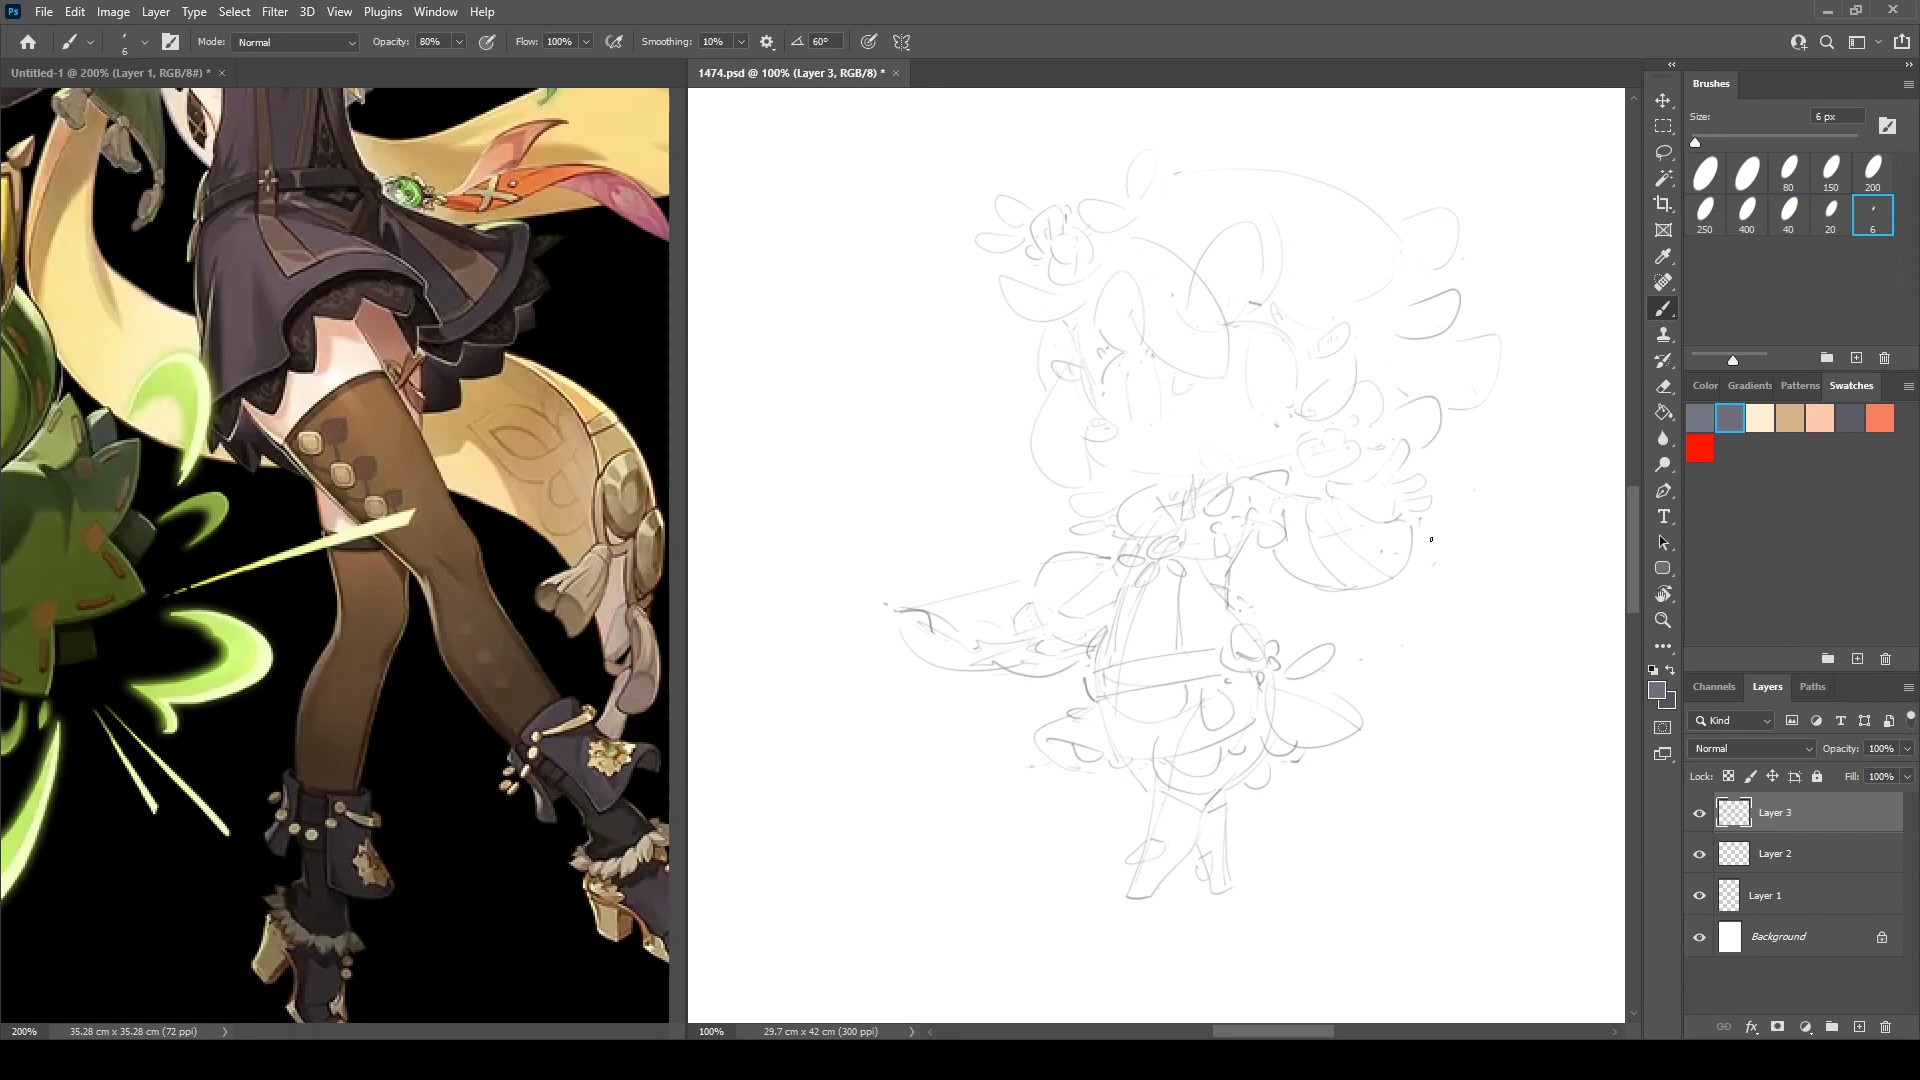 Ps File Edit Image Layer Type Select Filter 3D View Plugins Window Help
6 Mode: Normal Opacity: 80% Flow: 100% Smoothing: 10% 60°
Untitled-1 @ 200% (Layer 1, RGB/8#) * ×
1474.psd @ 100% (Layer 3, RGB/8) * ×
Brushes
Size: 6 px
80 150 200
250 400 40 20 6
Color Gradients Patterns Swatches
Channels Layers Paths
Kind
Normal Opacity: 100%
Lock: Fill: 100%
Layer 3
Layer 2
Layer 1
Background
200% 35.28 cm x 35.28 cm (72 ppi)
100% 29.7 cm x 42 cm (300 ppi)
fx